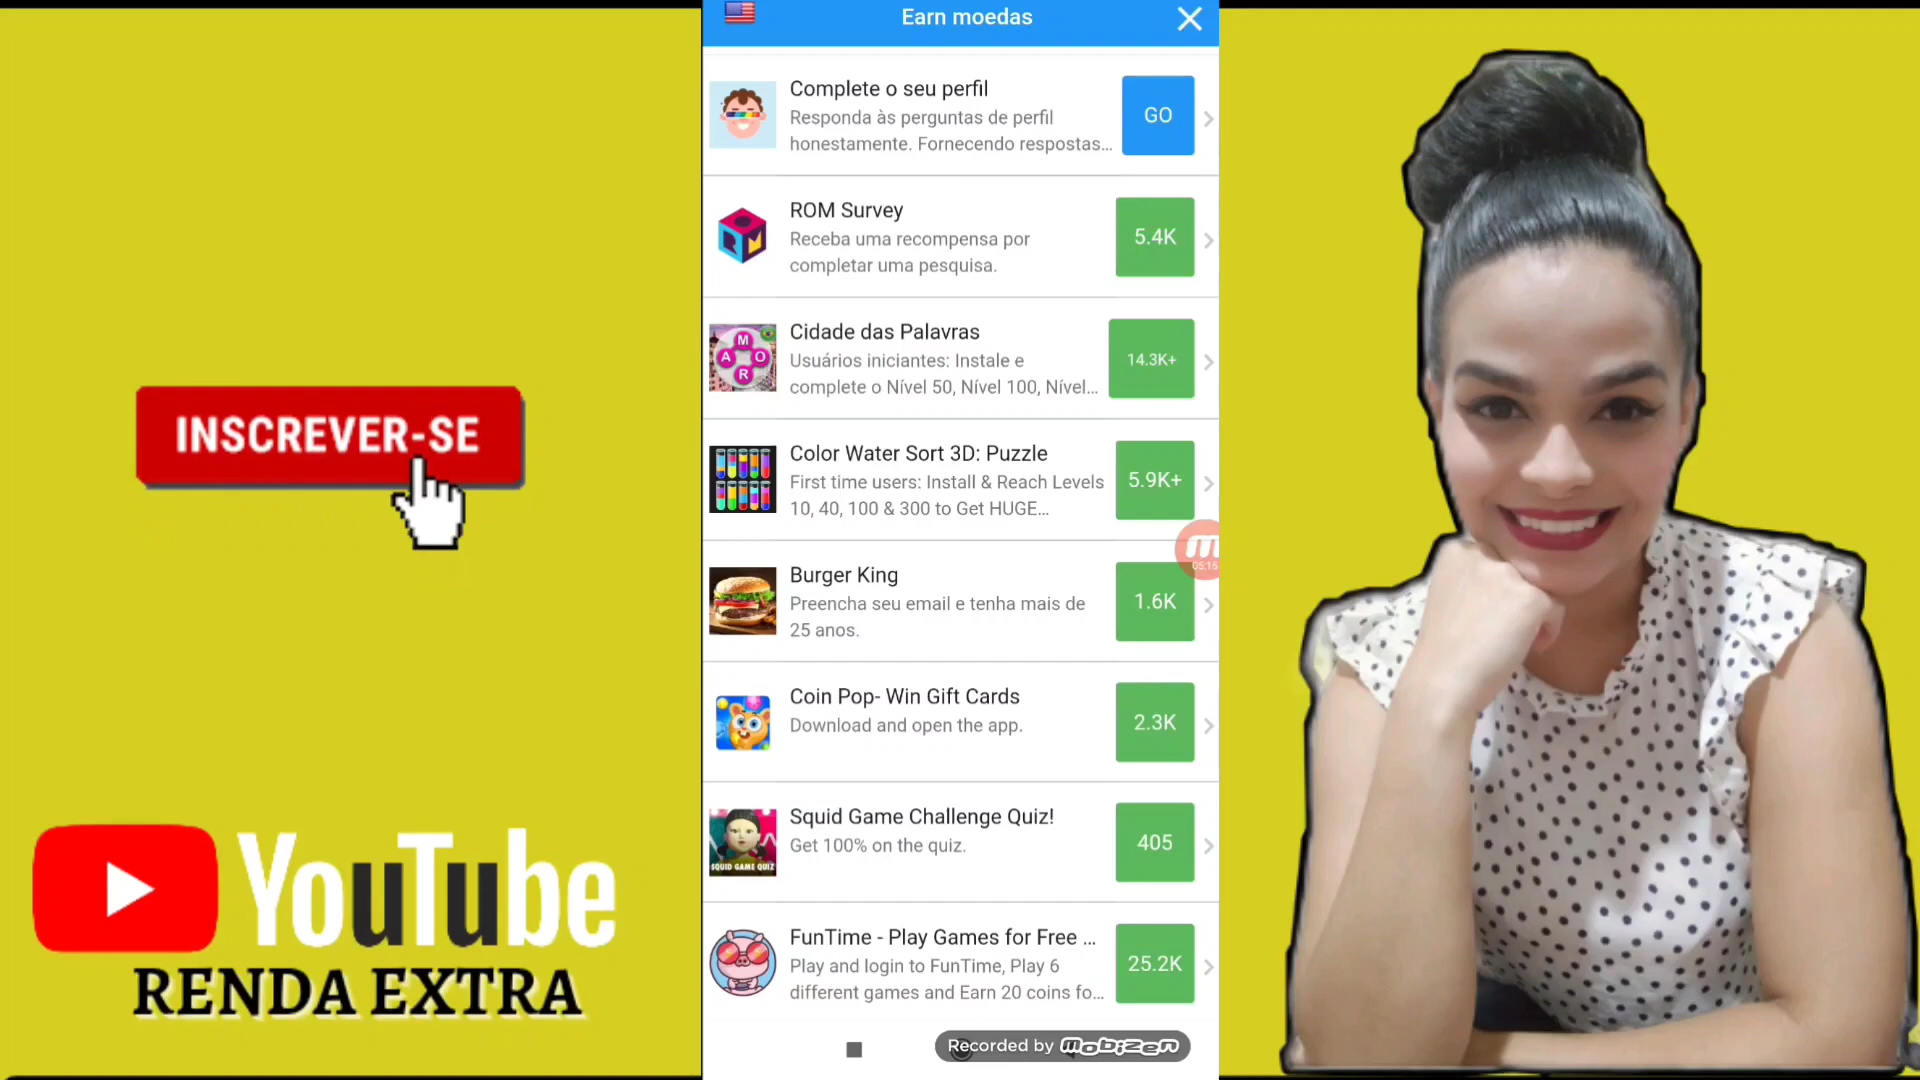 Earn moedas
Complete o seu perfil
Responda às perguntas de perfil
honestamente. Fornecendo respostas...
GO
ROM Survey
Receba uma recompensa por
completar uma pesquisa.
5.4K
Cidade das Palavras
Usuários iniciantes: Instale e
complete o Nível 50, Nível 100, Nível...
14.3K+
M
A O
R
Color Water Sort 3D: Puzzle
First time users: Install & Reach Levels
10, 40, 100 & 300 to Get HUGE...
5.9K+
05:15
Burger King
Preencha seu email e tenha mais de
25 anos.
1.6K
Coin Pop- Win Gift Cards
Download and open the app.
2.3K
Squid Game Challenge Quiz!
Get 100% on the quiz.
405
SQUID GAME QUIZ
FunTime - Play Games for Free ...
Play and login to FunTime, Play 6
different games and Earn 20 coins fo...
25.2K
Recorded by Mobizen
INSCREVER-SE
YouTube
RENDA EXTRA